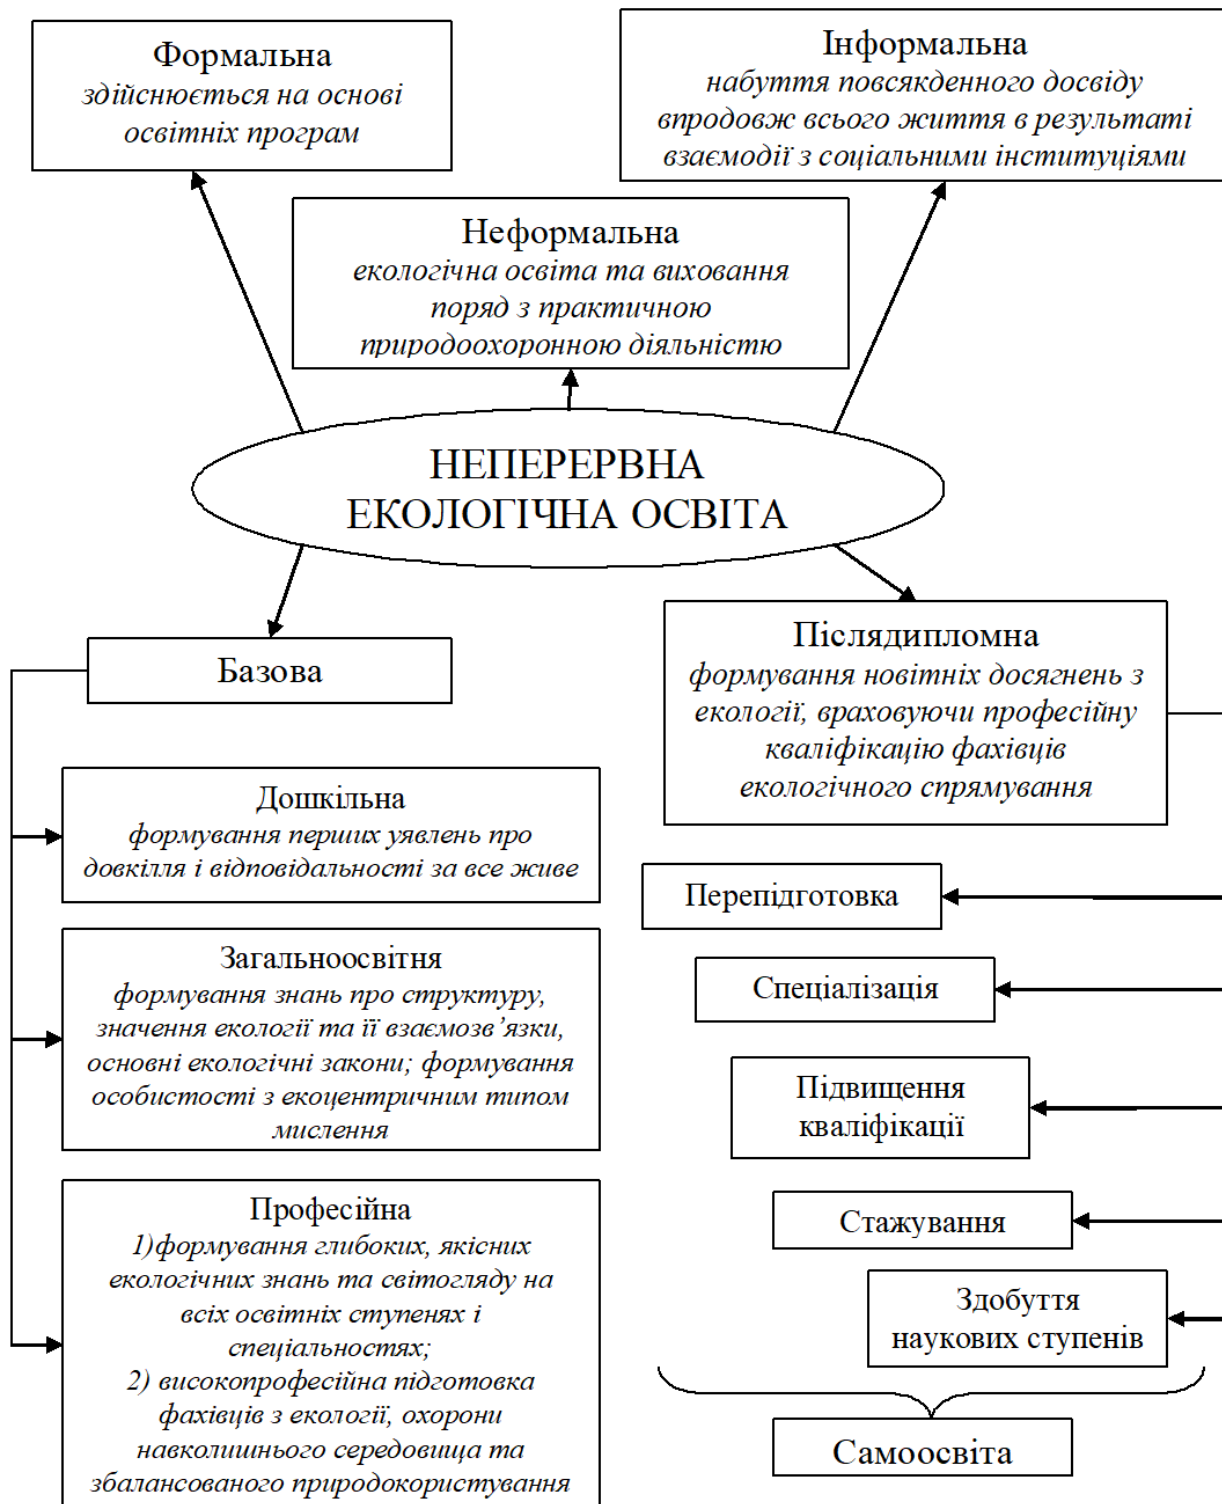 Формальна
здійснюється на основі
освітніх програм
Інформальна
набуття повсякденного досвіду
впродовж всього життя в результаті
взаємодії з соціальними інституціями
Неформальна
екологічна освіта та виховання
поряд з практичною
природоохоронною діяльністю
НЕПЕРЕРВНА
ЕКОЛОГІЧНА ОСВІТА
Базова
Дошкільна
формування перших уявлень про
довкілля і відповідальності за все живе
Загальноосвітня
формування знань про структуру,
значення екології та її взаємозв’язки,
основні екологічні закони; формування
особистості з екоцентричним типом
мислення
Професійна
1)формування глибоких, якісних
екологічних знань та світогляду на
всіх освітніх ступенях і
спеціальностях;
2) високопрофесійна підготовка
фахівців з екології, охорони
навколишнього середовища та
збалансованого природокористування
Післядипломна
формування новітніх досягнень з
екології, враховуючи професійну
кваліфікацію фахівців
екологічного спрямування
Перепідготовка
Спеціалізація
Підвищення
кваліфікації
Стажування
Здобуття
наукових ступенів
Самоосвіта